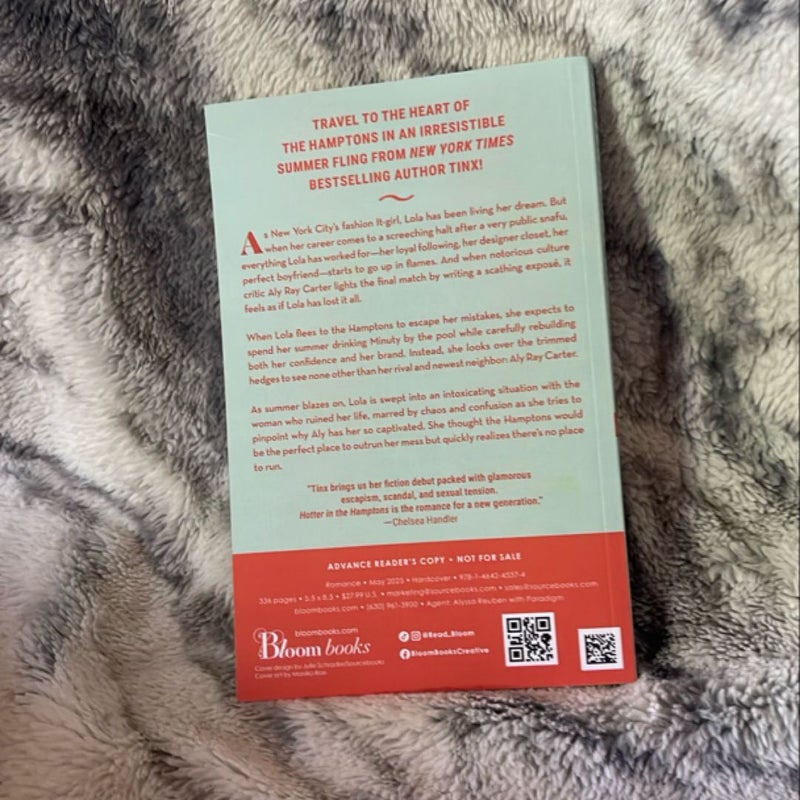 TRAVEL TO THE HEART OF
THE HAMPTONS IN AN IRRESISTIBLE
SUMMER FLING FROM NEW YORK TIMES
BESTSELLING AUTHOR TINX!
As New York City's fashion It-girl, Lola has been living her dream. But
when her career comes to a screeching halt after a very public snafu,
everything Lola has worked for—her loyal following, her designer closet, her
perfect boyfriend—starts to go up in flames. And when notorious culture
critic Aly Ray Carter lights the final match by writing a scathing exposé, it
feels as if Lola has lost it all.
When Lola flees to the Hamptons to escape her mistakes, she expects to
spend her summer drinking Minuty by the pool while carefully rebuilding
both her confidence and her brand. Instead, she looks over the trimmed
hedges to see none other than her rival and newest neighbor: Aly Ray Carter.
As summer blazes on, Lola is swept into an intoxicating situation with the
woman who ruined her life, marred by chaos and confusion as she tries to
pinpoint why Aly has her so captivated. She thought the Hamptons would
be the perfect place to outrun her mess but quickly realizes there's no place
to run.
"Tinx brings us her fiction debut packed with glamorous
escapism, scandal, and sexual tension.
Hotter in the Hamptons is the romance for a new generation."
—Chelsea Handler
ADVANCE READER'S COPY • NOT FOR SALE
Romance • May 2025 • Hardcover • 978-1-4642-4537-4
336 pages • 5.5 x 8.5 • $27.99 U.S. • marketing@sourcebooks.com • sales@sourcebooks.com
bloombooks.com • (630) 961-3900 • Agent: Alyssa Reuben with Paradigm
bloombooks.com
Bloom books
@Read_Bloom
BloomBooksCreative
Cover design by Julie Schrader/Sourcebooks
Cover art by Monika Roe